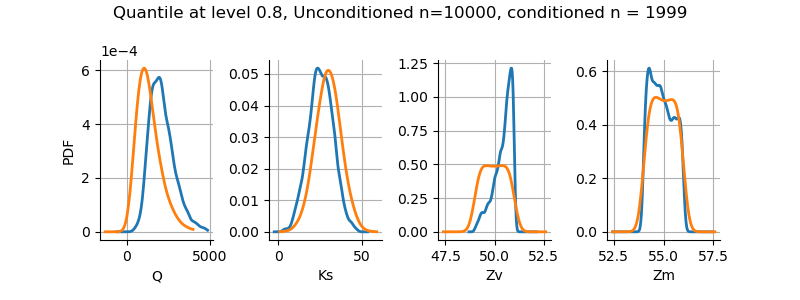 Quantile at level 0.8, Unconditioned n=10000, conditioned n = 1999
1e−4
PDF
6
4
2
0
0 5000
Q
0.05
0.04
0.03
0.02
0.01
0.00
0 50
Ks
1.25
1.00
0.75
0.50
0.25
0.00
47.5 50.0 52.5
Zv
0.6
0.4
0.2
0.0
52.5 55.0 57.5
Zm